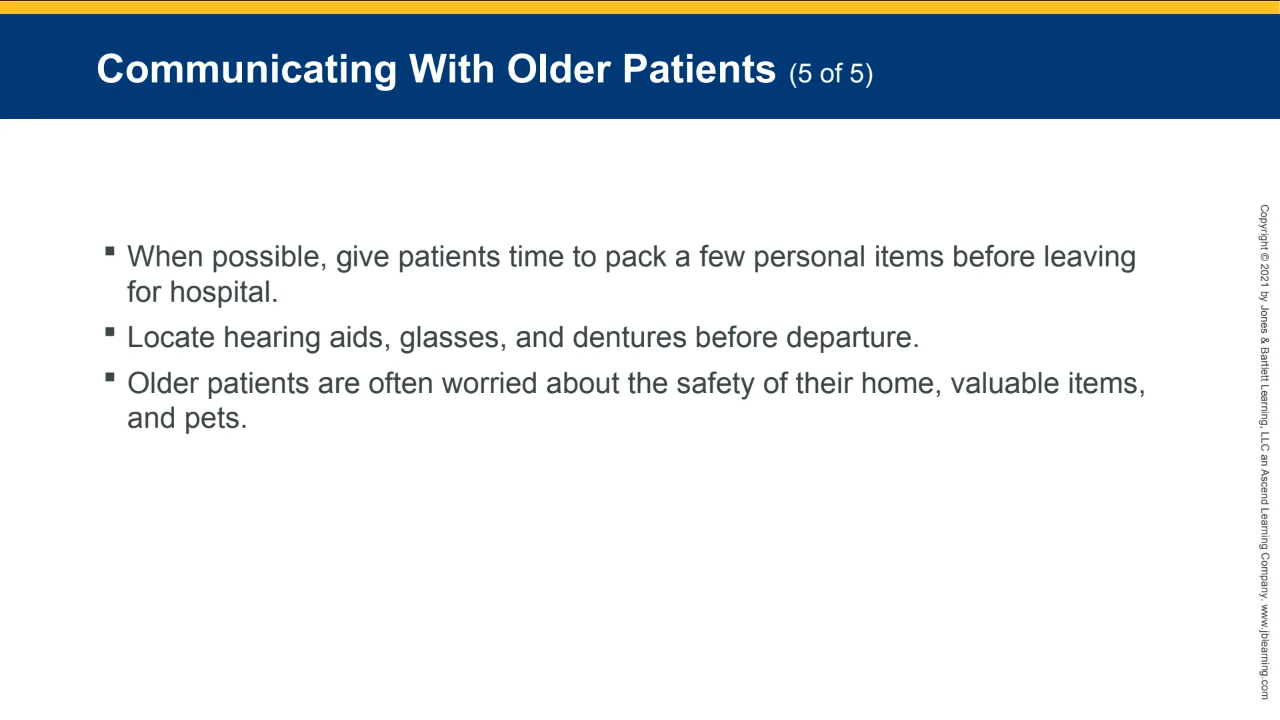 Communicating With Older Patients (5 of 5)
▪ When possible, give patients time to pack a few personal items before leaving
for hospital.
▪ Locate hearing aids, glasses, and dentures before departure.
▪ Older patients are often worried about the safety of their home, valuable items,
and pets.
Copyright © 2021 by Jones & Bartlett Learning, LLC an Ascend Learning Company. www.jblearning.com